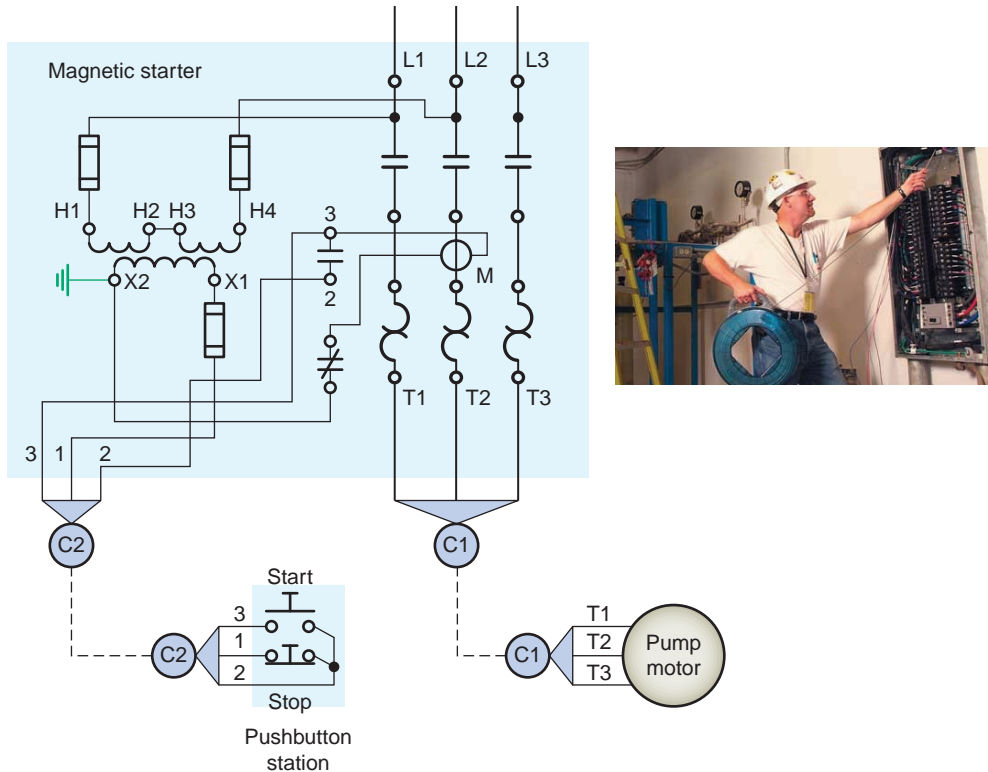 L1 L2 L3
Magnetic starter
H1 H2 H3 H4
3
X2 X1
M
2
T1 T2 T3
3 1 2
C2
C1
Start
3
1
2
C2
Stop
Pushbutton
station
C1
T1
T2
T3
Pump
motor